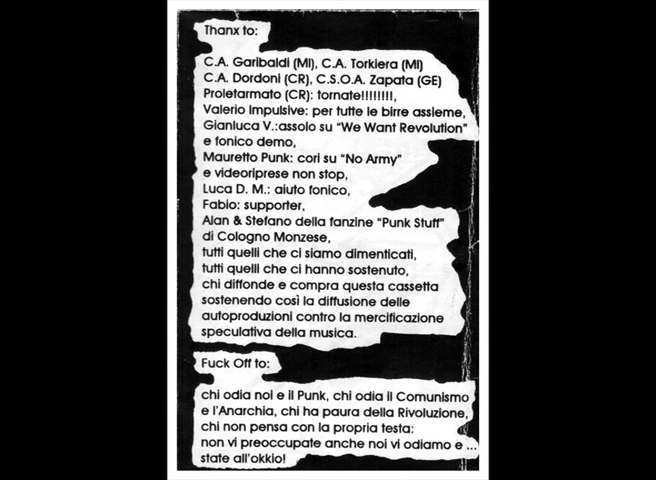 Thanx to:
C.A. Garibaldi (MI), C.A. Torkiera (MI)
C.A. Dordoni (CR), C.S.O.A. Zapata (GE)
Proletarmato (CR): tornate!!!!!!!!,
Valerio Impulsive: per tutte le birre assieme,
Gianluca V.:assolo su "We Want Revolution"
e fonico demo,
Mauretto Punk: cori su "No Army"
e videoriprese non stop,
Luca D. M.: aiuto fonico,
Fabio: supporter,
Alan & Stefano della fanzine "Punk Stuff"
di Cologno Monzese,
tutti quelli che ci siamo dimenticati,
tutti quelli che ci hanno sostenuto,
chi diffonde e compra questa cassetta
sostenendo così la diffusione delle
autoproduzioni contro la mercificazione
speculativa della musica.
Fuck Off to:
chi odia noi e il Punk, chi odia il Comunismo
e l'Anarchia, chi ha paura della Rivoluzione,
chi non pensa con la propria testa:
non vi preoccupate anche noi vi odiamo e ...
state all'okkio!